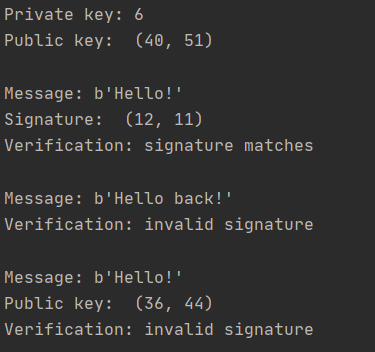 Private key: 6
Public key:  (40, 51)
Message: b'Hello!'
Signature:  (12, 11)
Verification: signature matches
Message: b'Hello back!'
Verification: invalid signature
Message: b'Hello!'
Public key:  (36, 44)
Verification: invalid signature